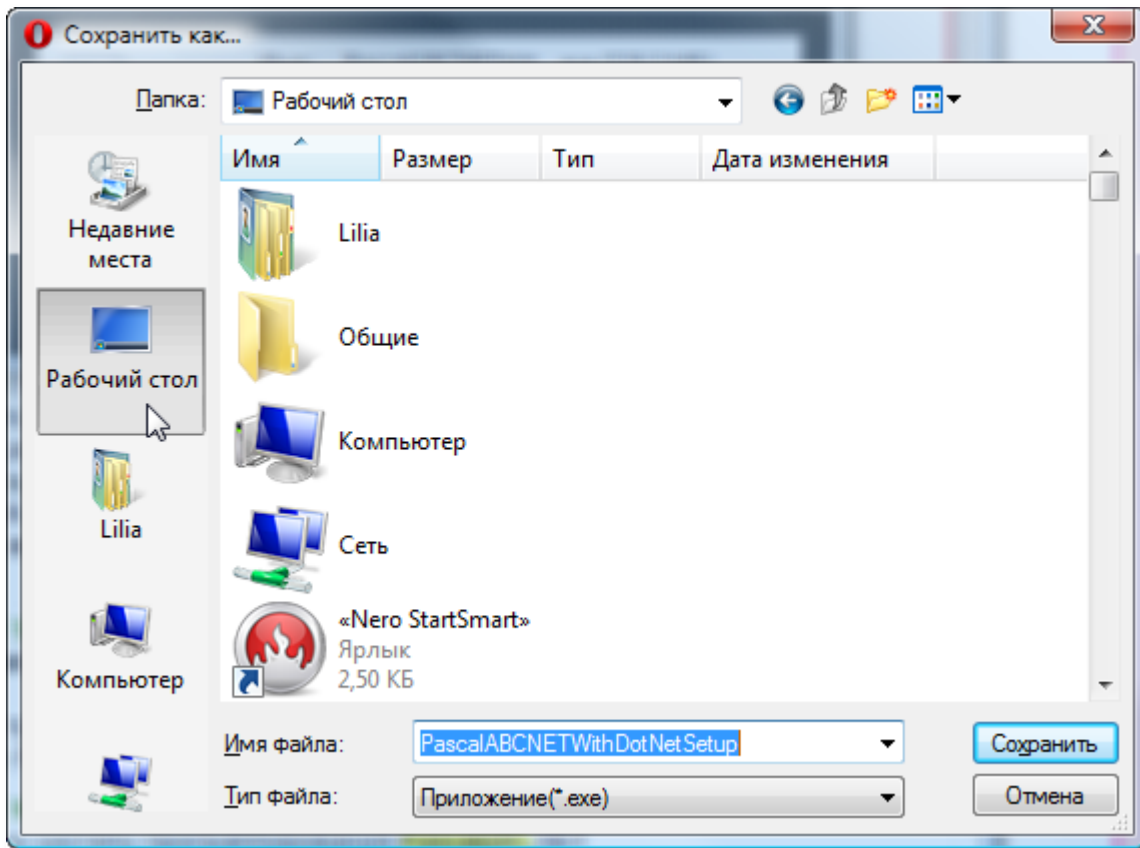 Сохранить как...
Папка:
Рабочий стол
Имя
Размер
Тип
Дата изменения
Недавние
места
Рабочий стол
Lilia
Компьютер
Lilia
Общие
Компьютер
Сеть
«Nero StartSmart»
Ярлык
2,50 КБ
Имя файла:
PascalABCNETWithDotNetSetup
Сохранить
Тип файла:
Приложение(*.exe)
Отмена